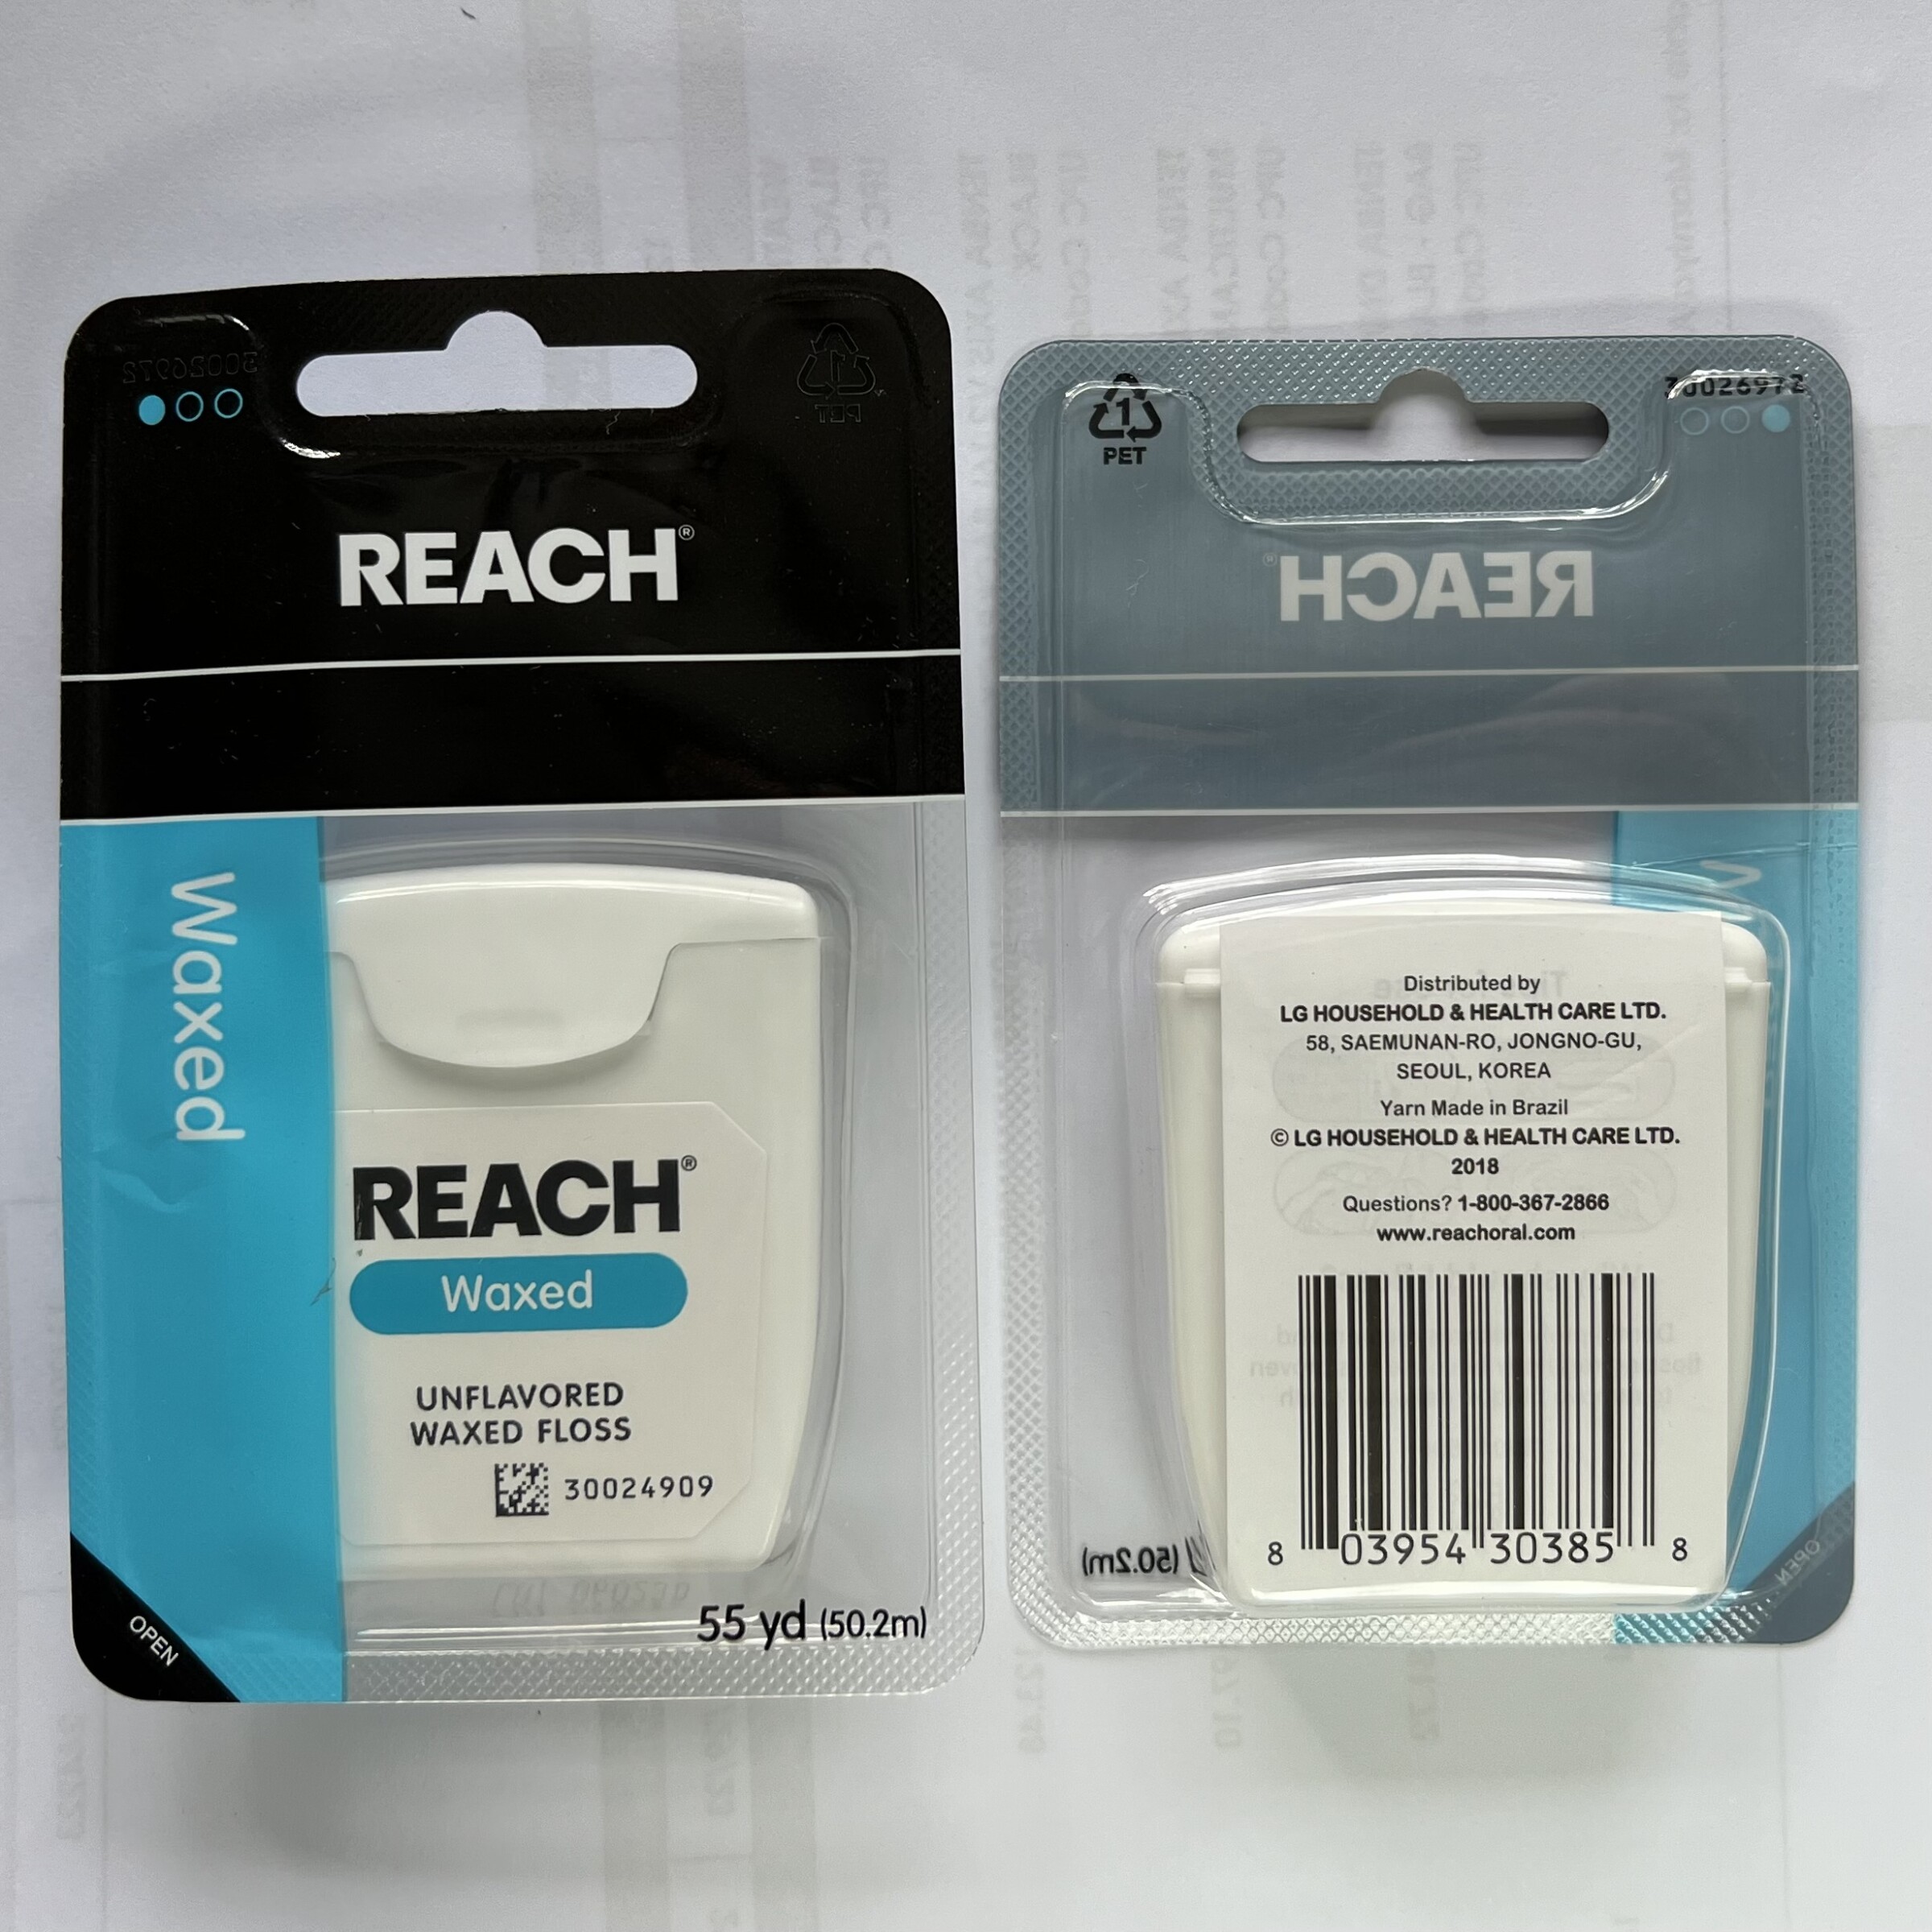 30026972
REACH®
Waxed
REACH®
Waxed
UNFLAVORED
WAXED FLOSS
30024909
55 yd (50.2m)
OPEN
1
PET
30026972
REACH®
Distributed by
LG HOUSEHOLD & HEALTH CARE LTD.
58, SAEMUNAN-RO, JONGNO-GU,
SEOUL, KOREA
Yarn Made in Brazil
© LG HOUSEHOLD & HEALTH CARE LTD.
2018
Questions? 1-800-367-2866
www.reachoral.com
8 03954 30385 8
(50.2m)
OPEN